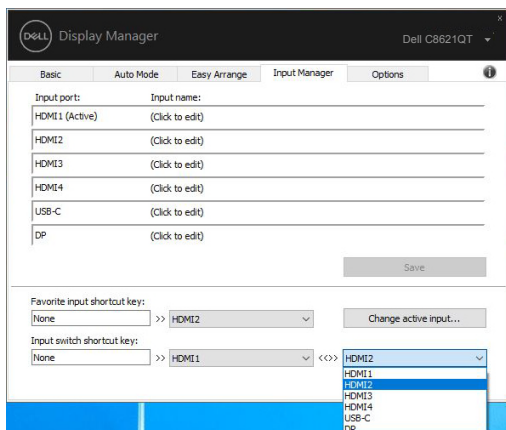 DELL Display Manager
x
Dell C8621QT
Basic Auto Mode Easy Arrange Input Manager Options i
Input port: Input name:
HDMI1 (Active) (Click to edit)
HDMI2 (Click to edit)
HDMI3 (Click to edit)
HDMI4 (Click to edit)
USB-C (Click to edit)
DP (Click to edit)
Save
Favorite input shortcut key:
None >> HDMI2 Change active input...
Input switch shortcut key:
None >> HDMI1 <<>> HDMI2
HDMI1
HDMI2
HDMI3
HDMI4
USB-C
DP